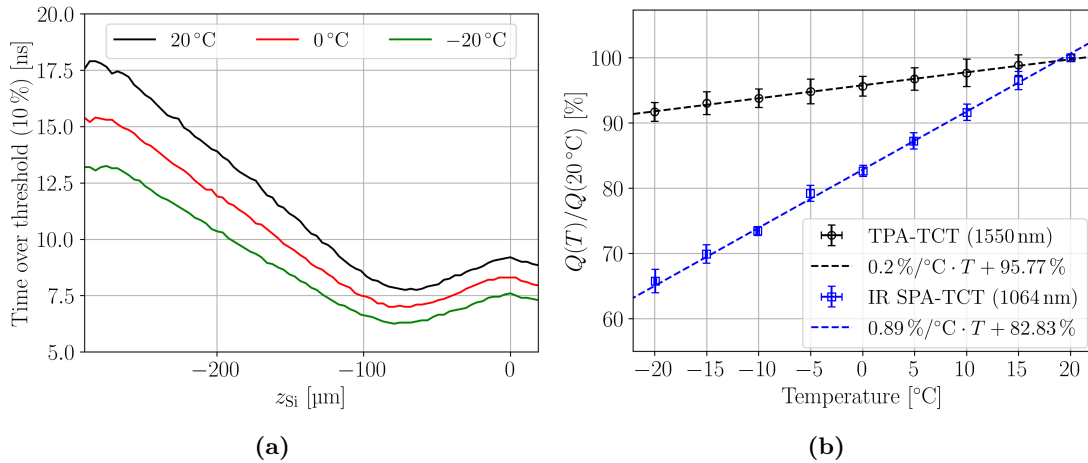 Time over threshold (10 %) [ns]
20 °C 0 °C −20 °C
17.5
15.0
12.5
10.0
7.5
5.0
−200 −100 0
z_Si [µm]
(a)
Q(T)/Q(20 °C) [%]
100
90
80
70
60
TPA-TCT (1550 nm)
0.2 %/°C · T + 95.77 %
IR SPA-TCT (1064 nm)
0.89 %/°C · T + 82.83 %
−20 −15 −10 −5 0 5 10 15 20
Temperature [°C]
(b)